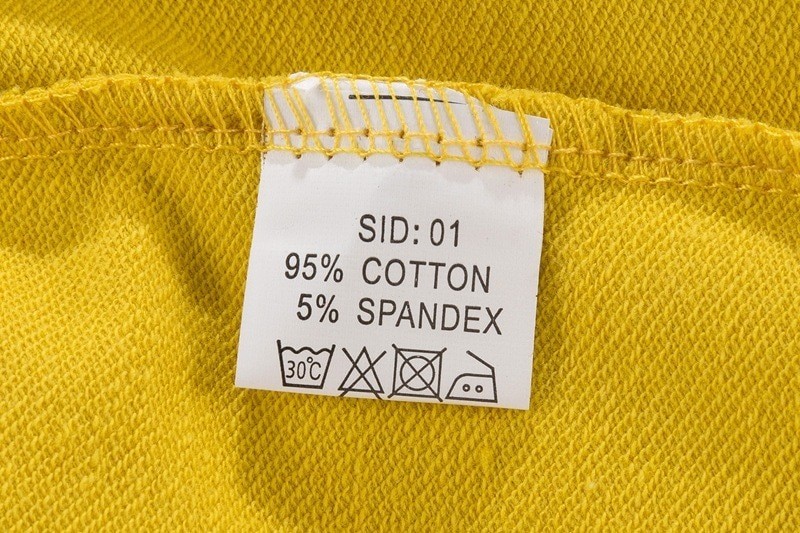 SID: 01
95% COTTON
5% SPANDEX
30℃